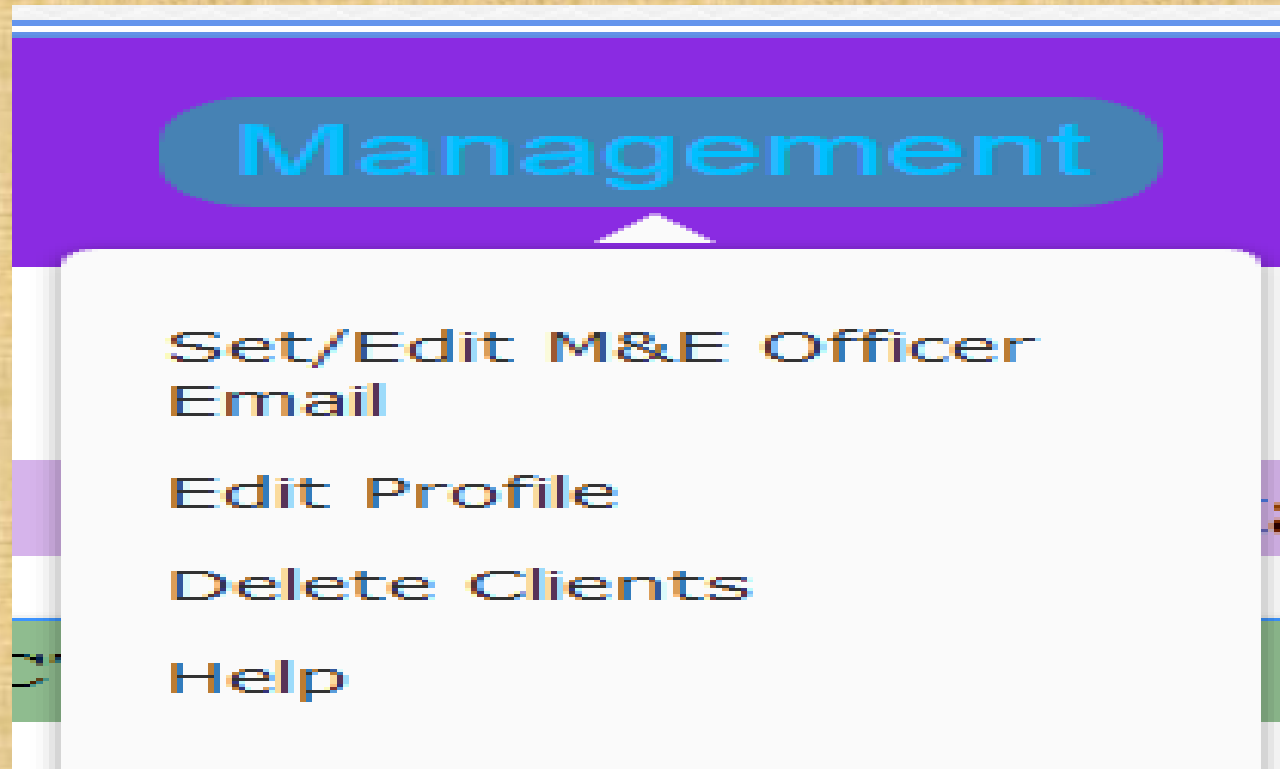 Management
Set/Edit M&E Officer
Email
Edit Profile
Delete Clients
Help